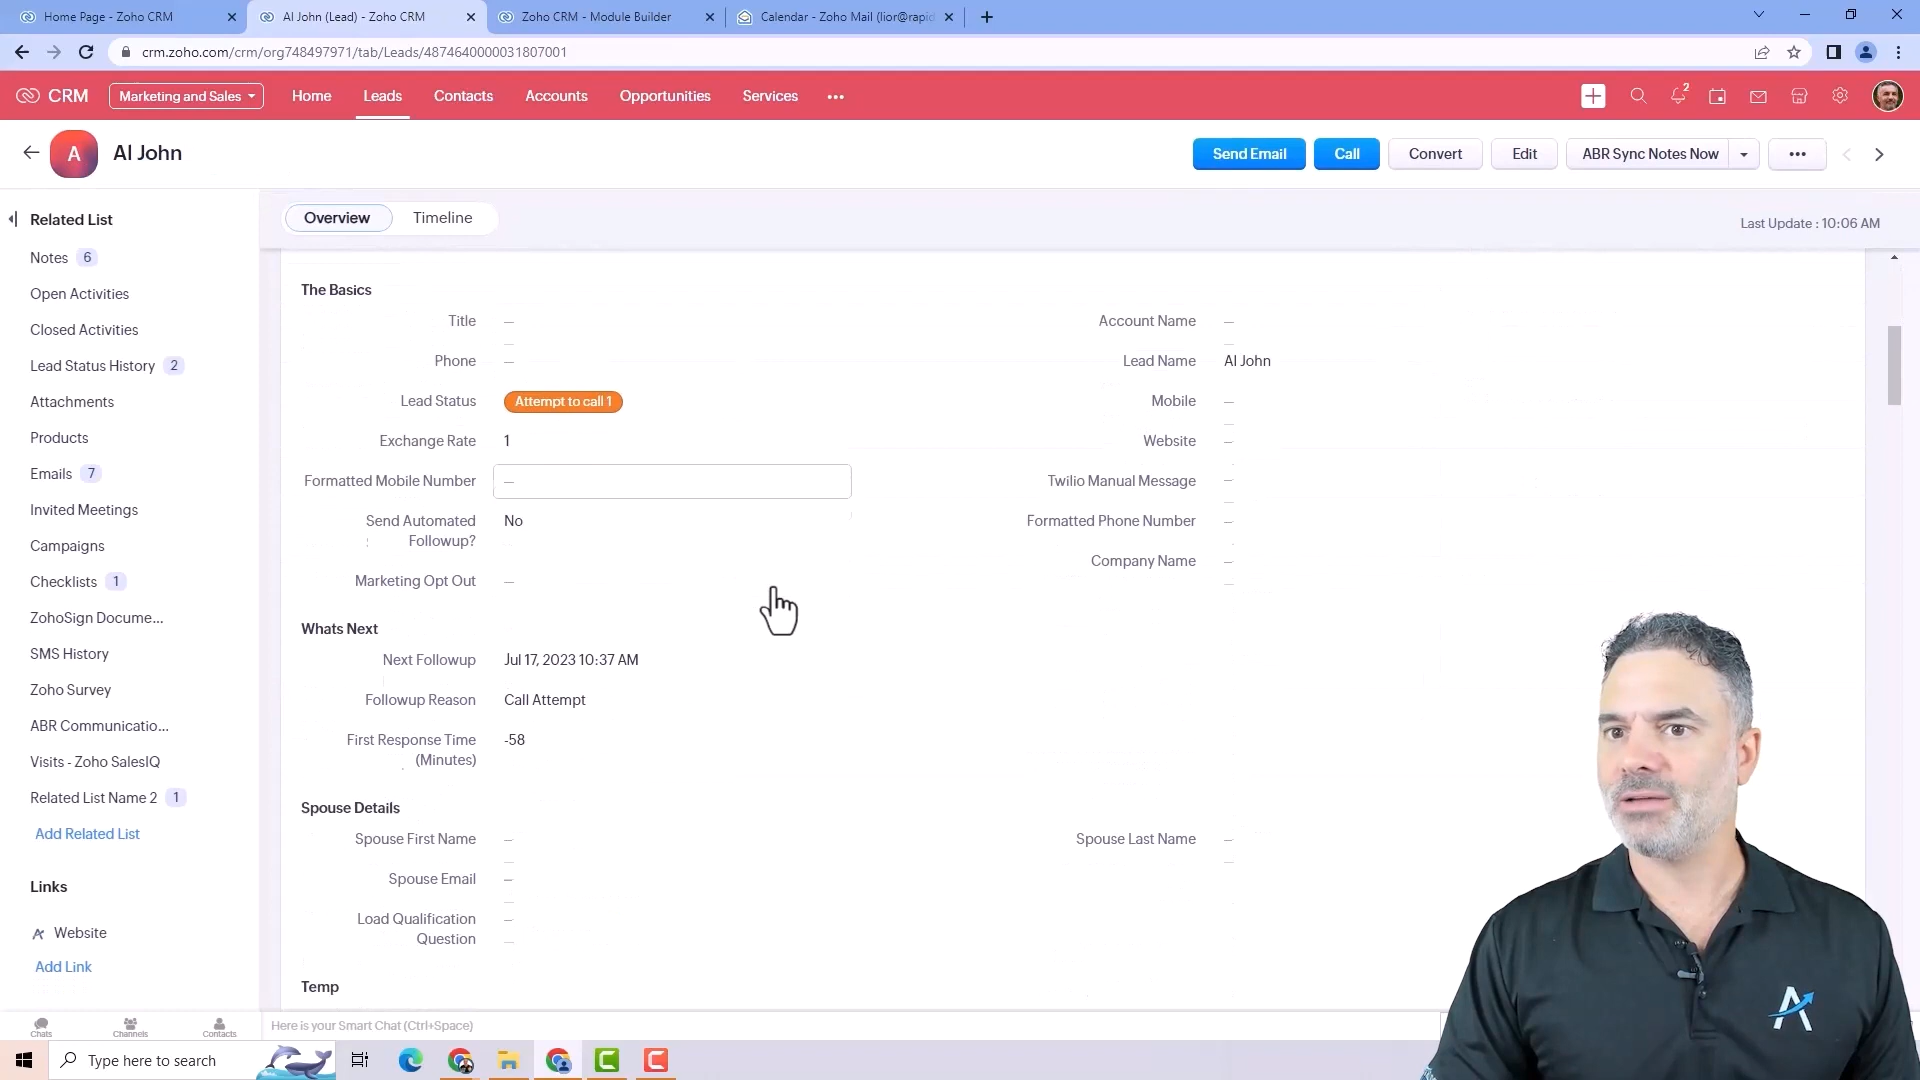 Home Page - Zoho CRM
Al John (Lead) - Zoho CRM
Zoho CRM - Module Builder
Calendar - Zoho Mail (lior@rapid
crm.zoho.com/crm/org748497971/tab/Leads/4874640000031807001
CRM
Marketing and Sales
Home
Leads
Contacts
Accounts
Opportunities
Services
2
A
Al John
Send Email
Call
Convert
Edit
ABR Sync Notes Now
Related List
Overview
Timeline
Last Update : 10:06 AM
Notes 6
Open Activities
Closed Activities
Lead Status History 2
Attachments
Products
Emails 7
Invited Meetings
Campaigns
Checklists 1
ZohoSign Docume...
SMS History
Zoho Survey
ABR Communicatio...
Visits - Zoho SalesIQ
Related List Name 2 1
Add Related List
Links
Website
Add Link
The Basics
Title —
Account Name —
Phone —
Lead Name Al John
Lead Status Attempt to call 1
Mobile —
Exchange Rate 1
Website —
Formatted Mobile Number —
Twilio Manual Message —
Send Automated Followup? No
Formatted Phone Number —
Company Name —
Marketing Opt Out —
Whats Next
Next Followup Jul 17, 2023 10:37 AM
Followup Reason Call Attempt
First Response Time (Minutes) -58
Spouse Details
Spouse First Name —
Spouse Last Name —
Spouse Email —
Load Qualification Question —
Temp
Chats
Channels
Contacts
Here is your Smart Chat (Ctrl+Space)
Type here to search